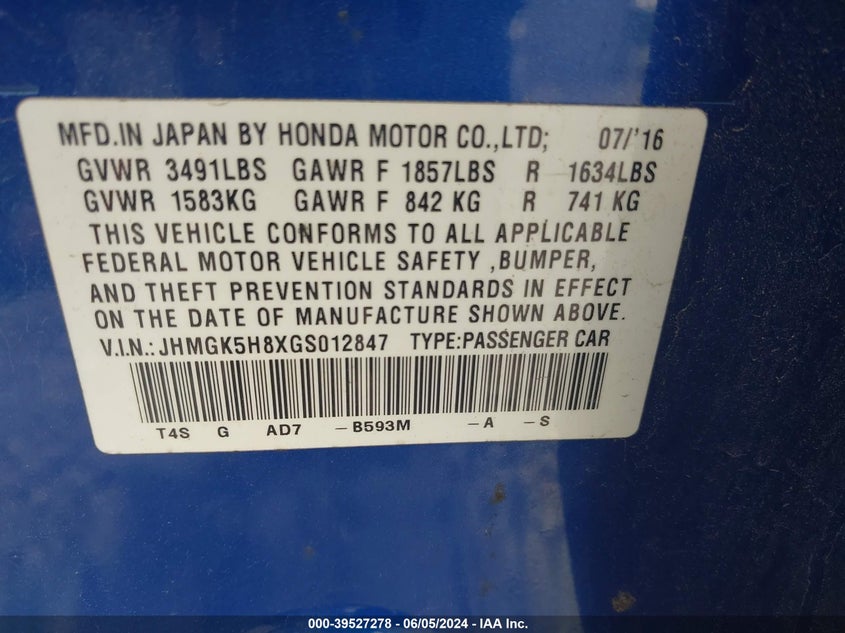 MFD.IN JAPAN BY HONDA MOTOR CO.,LTD; 07/'16
GVWR 3491LBS GAWR F 1857LBS R 1634LBS
GVWR 1583KG GAWR F 842 KG R 741 KG
THIS VEHICLE CONFORMS TO ALL APPLICABLE
FEDERAL MOTOR VEHICLE SAFETY ,BUMPER,
AND THEFT PREVENTION STANDARDS IN EFFECT
ON THE DATE OF MANUFACTURE SHOWN ABOVE.
V.I.N.: JHMGK5H8XGS012847 TYPE:PASSENGER CAR
T4S G AD7 -B593M -A -S
000-39527278 - 06/05/2024 - IAA Inc.